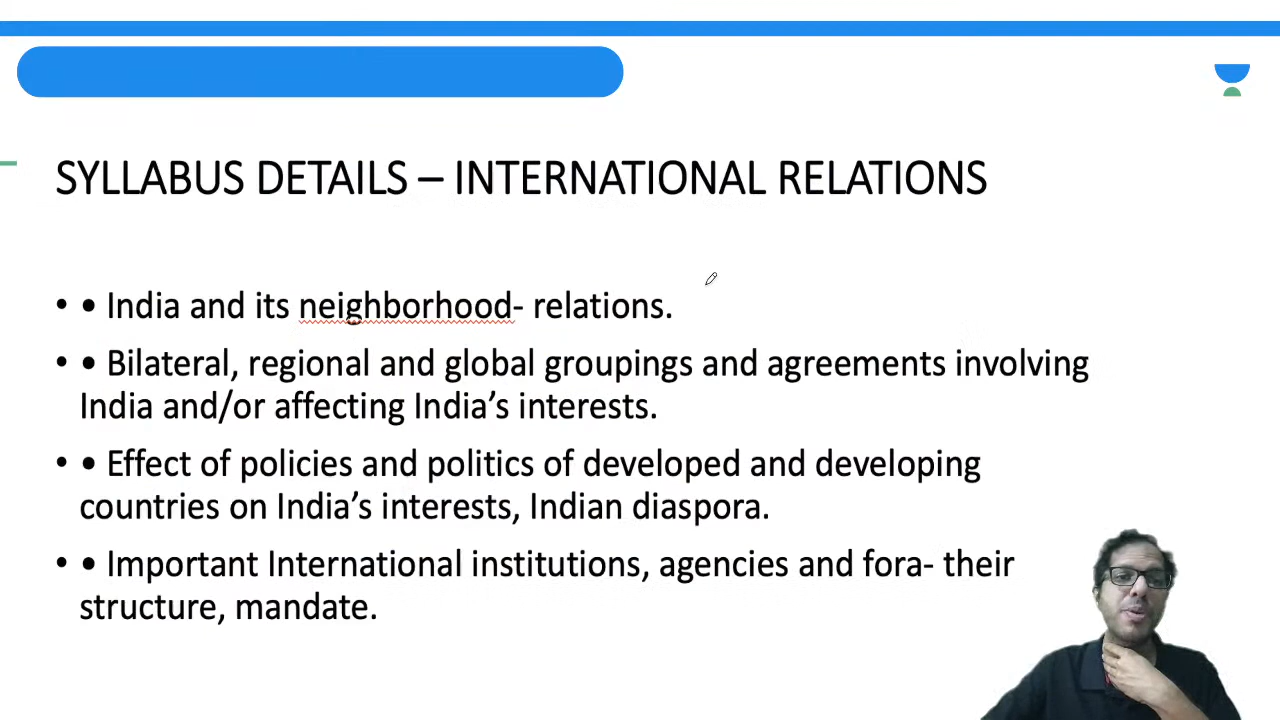 SYLLABUS DETAILS – INTERNATIONAL RELATIONS
• • India and its neighborhood- relations.
• • Bilateral, regional and global groupings and agreements involving
India and/or affecting India’s interests.
• • Effect of policies and politics of developed and developing
countries on India’s interests, Indian diaspora.
• • Important International institutions, agencies and fora- their
structure, mandate.